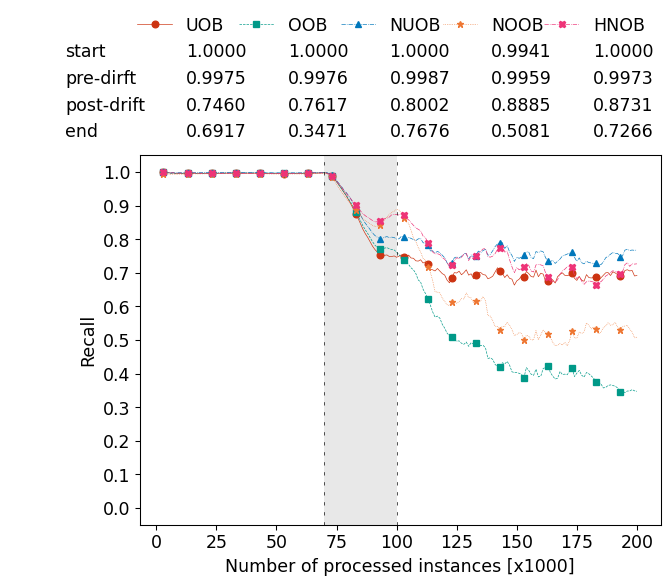 UOB OOB NUOB NOOB HNOB
start 1.0000 1.0000 1.0000 0.9941 1.0000
pre-dirft 0.9975 0.9976 0.9987 0.9959 0.9973
post-drift 0.7460 0.7617 0.8002 0.8885 0.8731
end 0.6917 0.3471 0.7676 0.5081 0.7266
1.0
0.9
0.8
0.7
0.6
0.5
0.4
0.3
0.2
0.1
0.0
Recall
0 25 50 75 100 125 150 175 200
Number of processed instances [x1000]